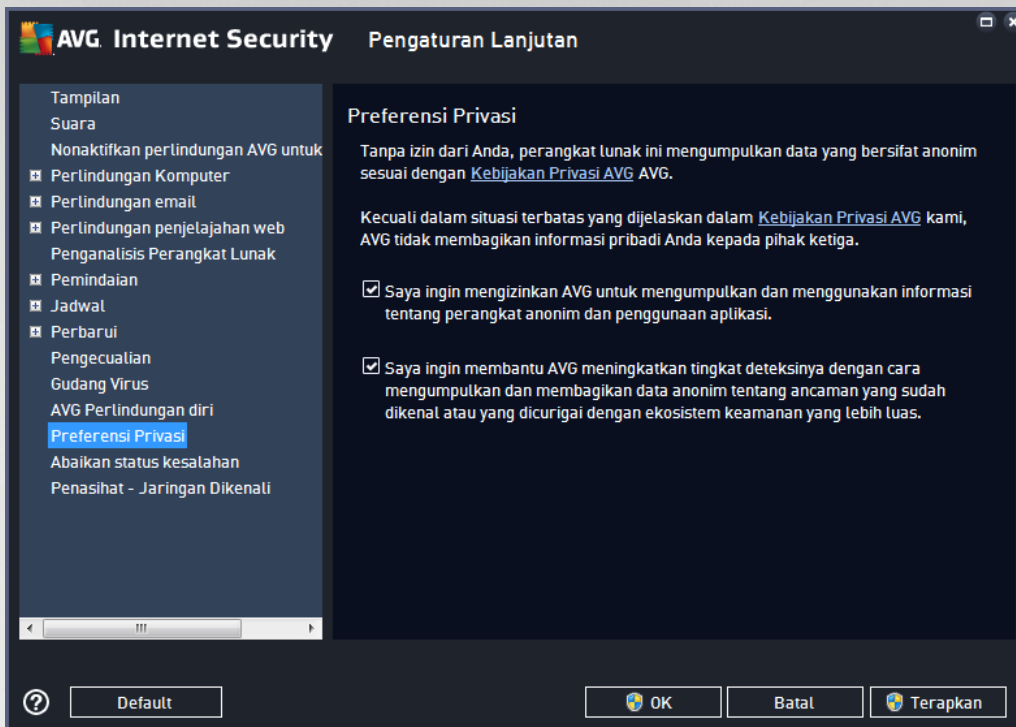 AVG. Internet Security Pengaturan Lanjutan
Tampilan
Suara
Nonaktifkan perlindungan AVG untuk
Perlindungan Komputer
Perlindungan email
Perlindungan penjelajahan web
Penganalisis Perangkat Lunak
Pemindaian
Jadwal
Perbarui
Pengecualian
Gudang Virus
AVG Perlindungan diri
Preferensi Privasi
Abaikan status kesalahan
Penasihat - Jaringan Dikenali
Preferensi Privasi
Tanpa izin dari Anda, perangkat lunak ini mengumpulkan data yang bersifat anonim
sesuai dengan Kebijakan Privasi AVG AVG.
Kecuali dalam situasi terbatas yang dijelaskan dalam Kebijakan Privasi AVG kami,
AVG tidak membagikan informasi pribadi Anda kepada pihak ketiga.
Saya ingin mengizinkan AVG untuk mengumpulkan dan menggunakan informasi
tentang perangkat anonim dan penggunaan aplikasi.
Saya ingin membantu AVG meningkatkan tingkat deteksinya dengan cara
mengumpulkan dan membagikan data anonim tentang ancaman yang sudah
dikenal atau yang dicurigai dengan ekosistem keamanan yang lebih luas.
? Default OK Batal Terapkan